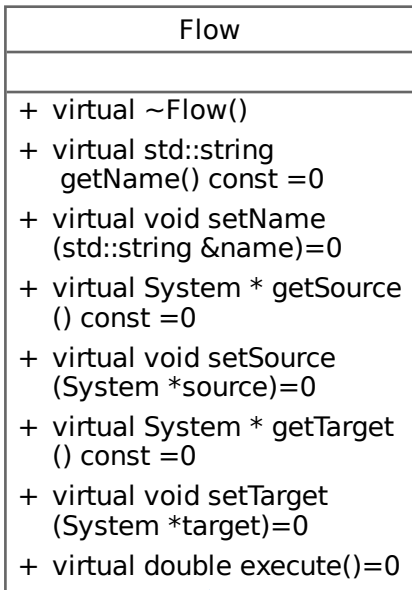 Flow
+ virtual ~Flow()
+ virtual std::string
getName() const =0
+ virtual void setName
(std::string &name)=0
+ virtual System * getSource
() const =0
+ virtual void setSource
(System *source)=0
+ virtual System * getTarget
() const =0
+ virtual void setTarget
(System *target)=0
+ virtual double execute()=0